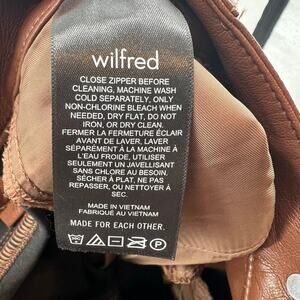 wilfred
CLOSE ZIPPER BEFORE
CLEANING, MACHINE WASH
COLD SEPARATELY, ONLY
NON-CHLORINE BLEACH WHEN
NEEDED, DRY FLAT, DO NOT
IRON, OR DRY CLEAN.
FERMER LA FERMETURE ÉCLAIR
AVANT DE LAVER, LAVER
SÉPARÉMENT À LA MACHINE À
L'EAU FROIDE, UTILISER
SEULEMENT UN JAVELLISANT
SANS CHLORE AU BESOIN,
SÉCHER À PLAT, NE PAS
REPASSER, OU NETTOYER À
SEC
MADE IN VIETNAM
FABRIQUÉ AU VIETNAM
MADE FOR EACH OTHER.
P